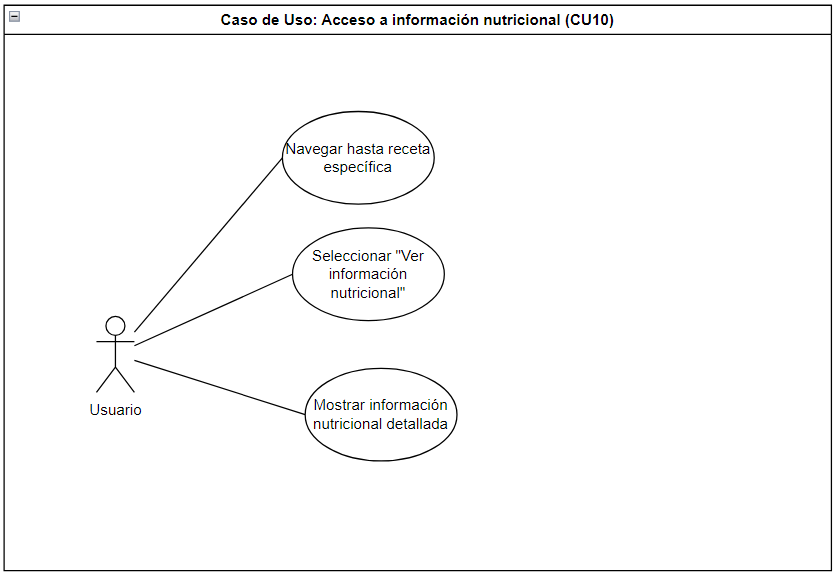 Caso de Uso: Acceso a información nutricional (CU10)
Navegar hasta receta
específica
Seleccionar "Ver
información
nutricional"
Mostrar información
nutricional detallada
Usuario